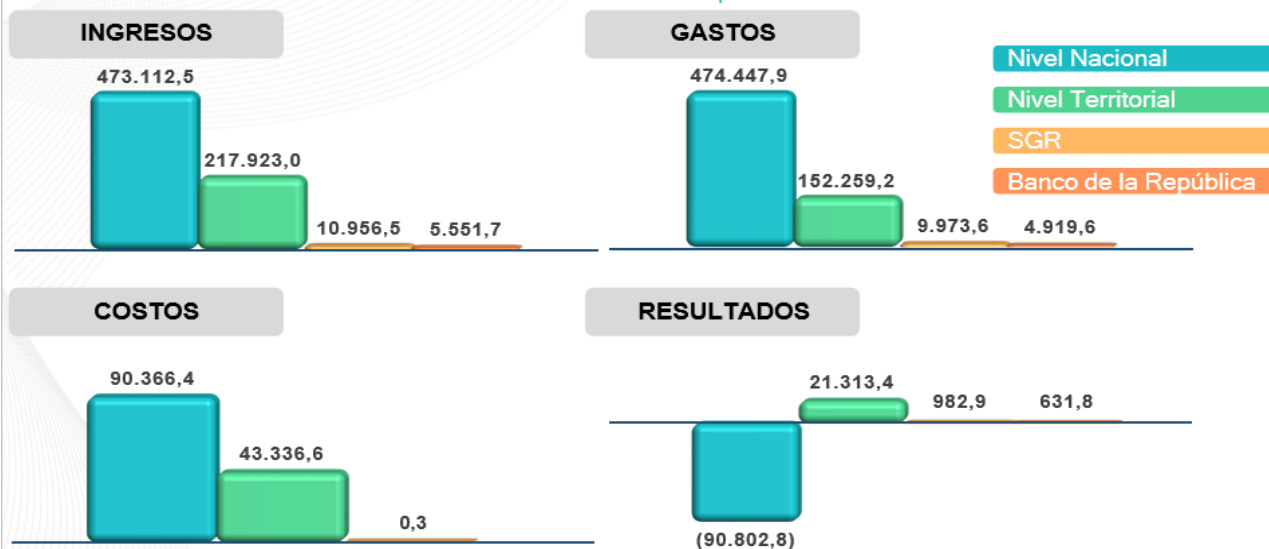 INGRESOS
473.112,5
217.923,0
10.956,5
5.551,7
GASTOS
474.447,9
152.259,2
9.973,6
4.919,6
Nivel Nacional
Nivel Territorial
SGR
Banco de la República
COSTOS
90.366,4
43.336,6
0,3
RESULTADOS
21.313,4
982,9
631,8
(90.802,8)